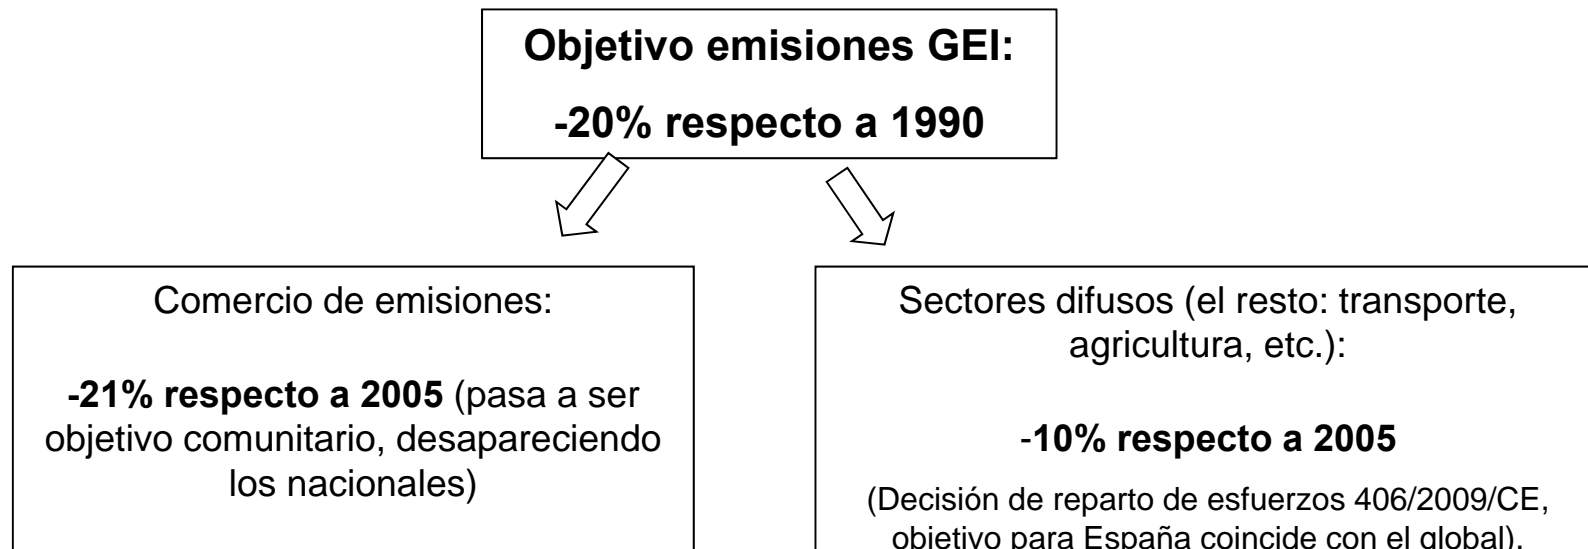 Objetivo emisiones GEI:
-20% respecto a 1990
Comercio de emisiones:
-21% respecto a 2005 (pasa a ser
objetivo comunitario, desapareciendo
los nacionales)
Sectores difusos (el resto: transporte,
agricultura, etc.):
-10% respecto a 2005
(Decisión de reparto de esfuerzos 406/2009/CE,
objetivo para España coincide con el global).